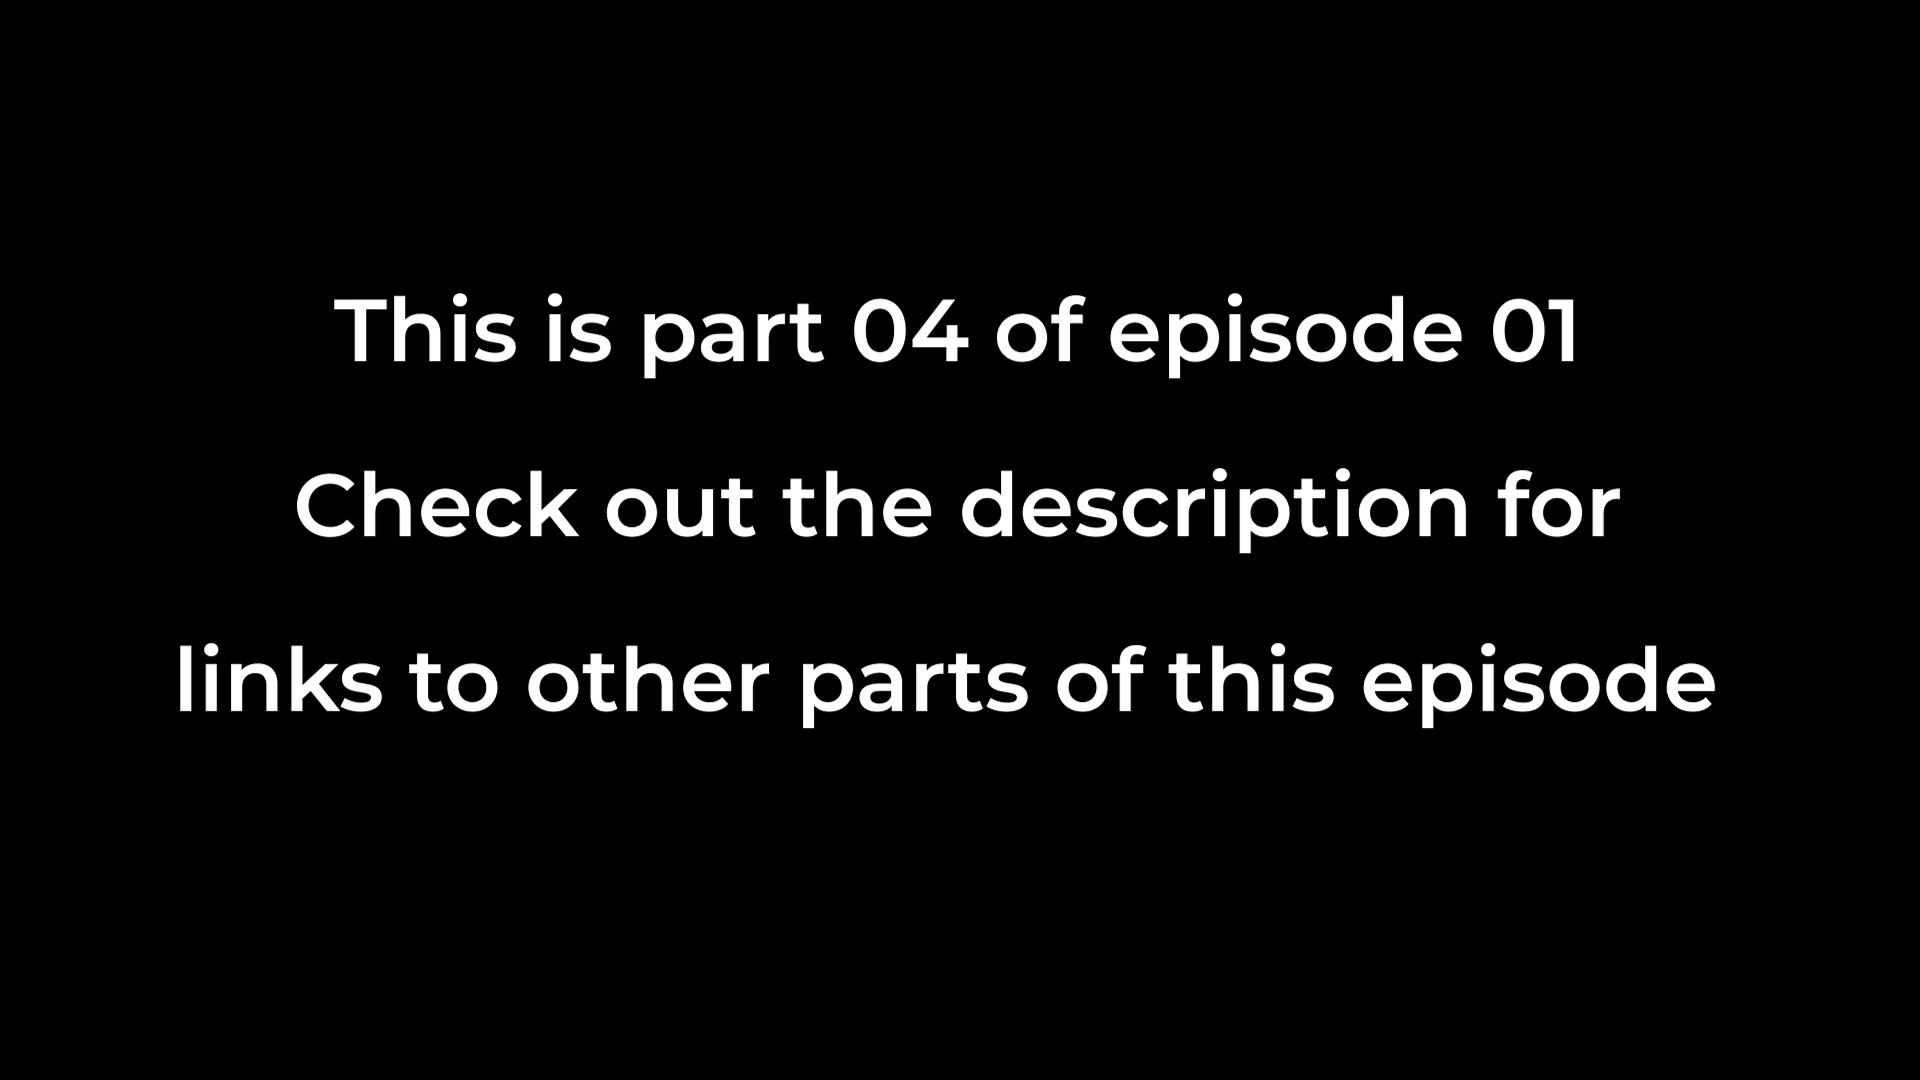 This is part 04 of episode 01
Check out the description for
links to other parts of this episode